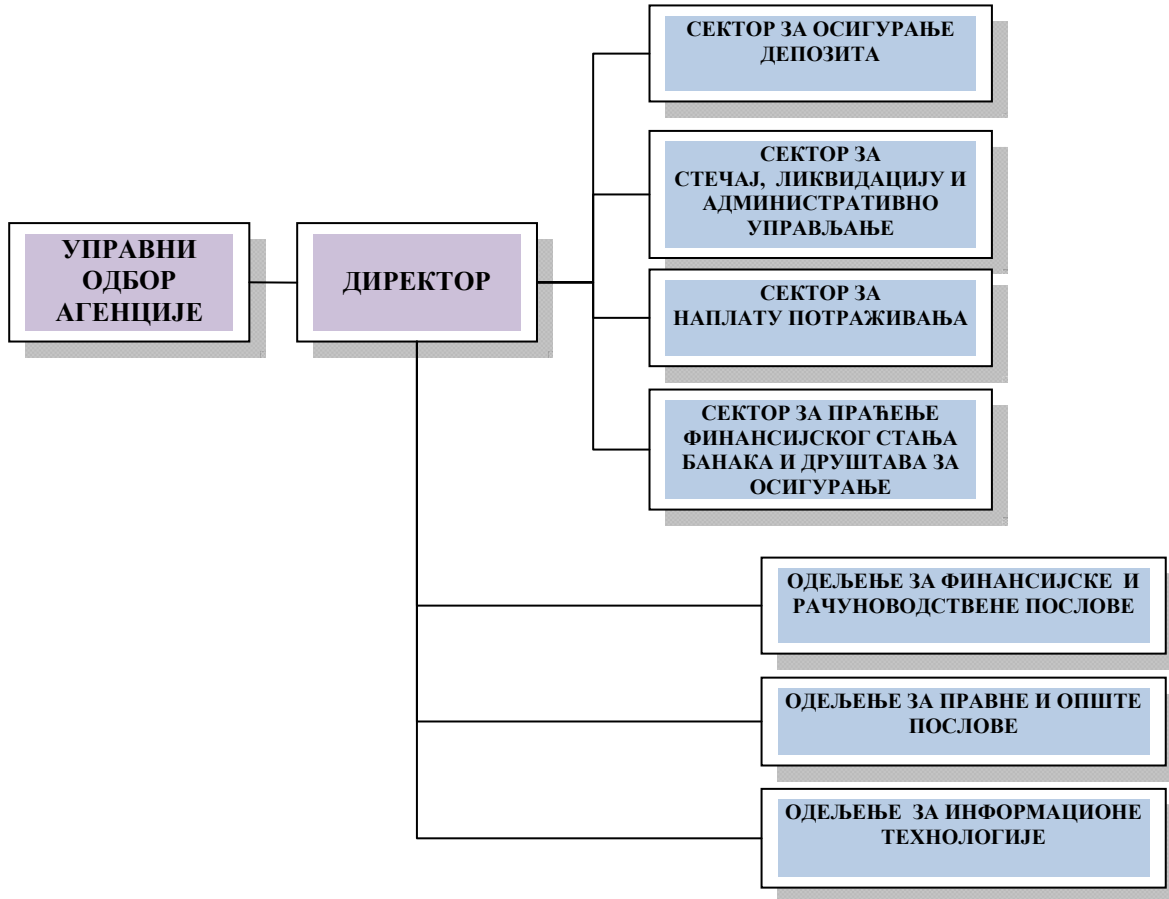 СЕКТОР ЗА ОСИГУРАЊЕ
ДЕПОЗИТА
СЕКТОР ЗА
СТЕЧАЈ, ЛИКВИДАЦИЈУ И
АДМИНИСТРАТИВНО
УПРАВЉАЊЕ
УПРАВНИ
ОДБОР
АГЕНЦИЈЕ
ДИРЕКТОР
СЕКТОР ЗА
НАПЛАТУ ПОТРАЖИВАЊА
СЕКТОР ЗА ПРАЋЕЊЕ
ФИНАНСИЈСКОГ СТАЊА
БАНАКА И ДРУШТАВА ЗА
ОСИГУРАЊЕ
ОДЕЉЕЊЕ ЗА ФИНАНСИЈСКЕ И
РАЧУНОВОДСТВЕНЕ ПОСЛОВЕ
ОДЕЉЕЊЕ ЗА ПРАВНЕ И ОПШТЕ
ПОСЛОВЕ
ОДЕЉЕЊЕ ЗА ИНФОРМАЦИОНЕ
ТЕХНОЛОГИЈЕ